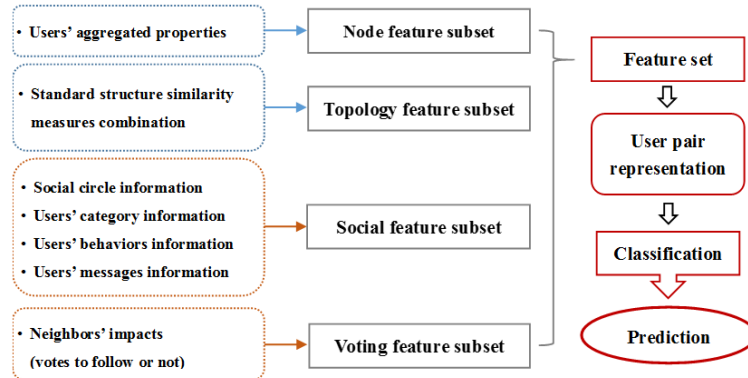 • Users' aggregated properties
Node feature subset
• Standard structure similarity
measures combination
Topology feature subset
• Social circle information
• Users' category information
• Users' behaviors information
• Users' messages information
Social feature subset
• Neighbors' impacts
(votes to follow or not)
Voting feature subset
Feature set
User pair
representation
Classification
Prediction